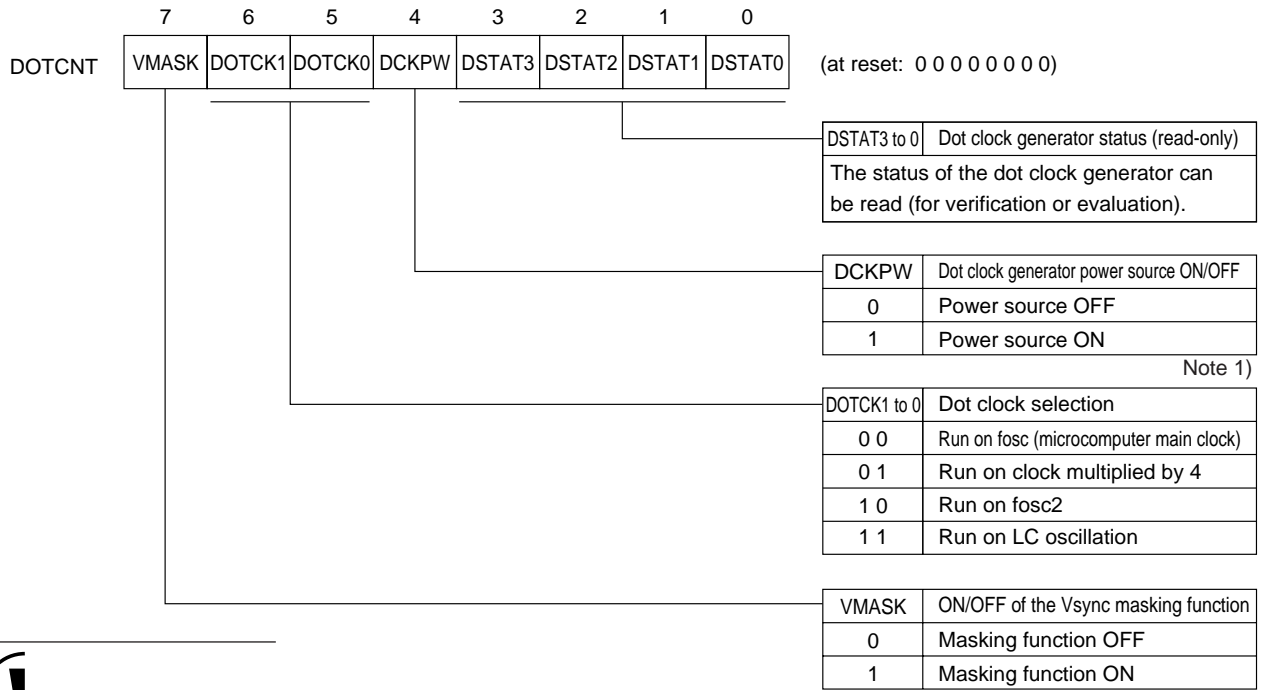 7 6 5 4 3 2 1 0
DOTCNT VMASK DOTCK1 DOTCK0 DCKPW DSTAT3 DSTAT2 DSTAT1 DSTAT0 (at reset: 0 0 0 0 0 0 0 0)
DSTAT3 to 0 Dot clock generator status (read-only)
The status of the dot clock generator can
be read (for verification or evaluation).
DCKPW Dot clock generator power source ON/OFF
0 Power source OFF
1 Power source ON
Note 1)
DOTCK1 to 0 Dot clock selection
0 0 Run on fosc (microcomputer main clock)
0 1 Run on clock multiplied by 4
1 0 Run on fosc2
1 1 Run on LC oscillation
VMASK ON/OFF of the Vsync masking function
0 Masking function OFF
1 Masking function ON